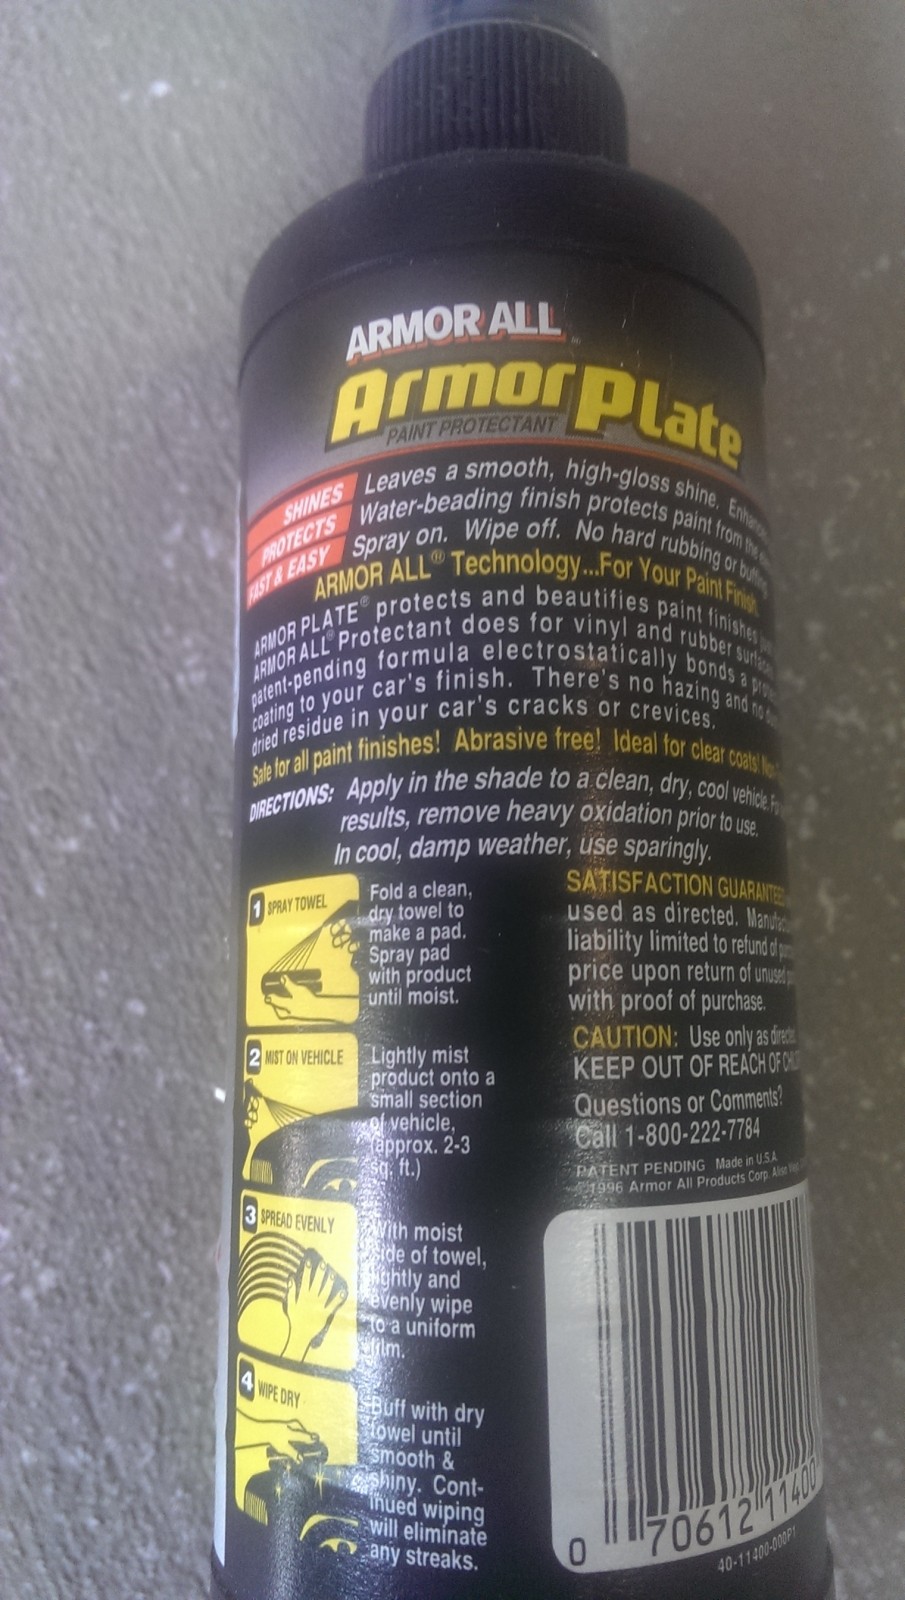 ARMOR ALL
ArmorPlate
PAINT PROTECTANT
SHINES Leaves a smooth, high-gloss shine.
PROTECTS Water-beading finish protects paint from the
FAST & EASY Spray on. Wipe off. No hard rubbing or buffing
ARMOR ALL® Technology...For Your Paint Finish
ARMOR PLATE® protects and beautifies paint finishes
ARMOR ALL® Protectant does for vinyl and rubber
patent-pending formula electrostatically bonds a
coating to your car's finish. There's no hazing and no
dried residue in your car's cracks or crevices.
Safe for all paint finishes! Abrasive free! Ideal for clear coats!
DIRECTIONS: Apply in the shade to a clean, dry, cool vehicle.
results, remove heavy oxidation prior to use.
In cool, damp weather, use sparingly.
1 SPRAY TOWEL
Fold a clean,
dry towel to
make a pad.
Spray pad
with product
until moist.
2 MIST ON VEHICLE
Lightly mist
product onto a
small section
of vehicle,
(approx. 2-3
sq. ft.)
3 SPREAD EVENLY
With moist
side of towel,
lightly and
evenly wipe
to a uniform
film.
4 WIPE DRY
Buff with dry
towel until
smooth &
shiny. Cont-
inued wiping
will eliminate
any streaks.
SATISFACTION GUARANTEED
used as directed.
liability limited to refund of
price upon return of unused
with proof of purchase.
CAUTION: Use only as
KEEP OUT OF REACH OF
Questions or Comments?
Call 1-800-222-7784
PATENT PENDING Made in U.S.A.
1996 Armor All Products Corp.
0 70612 11400
40-11400-000P1